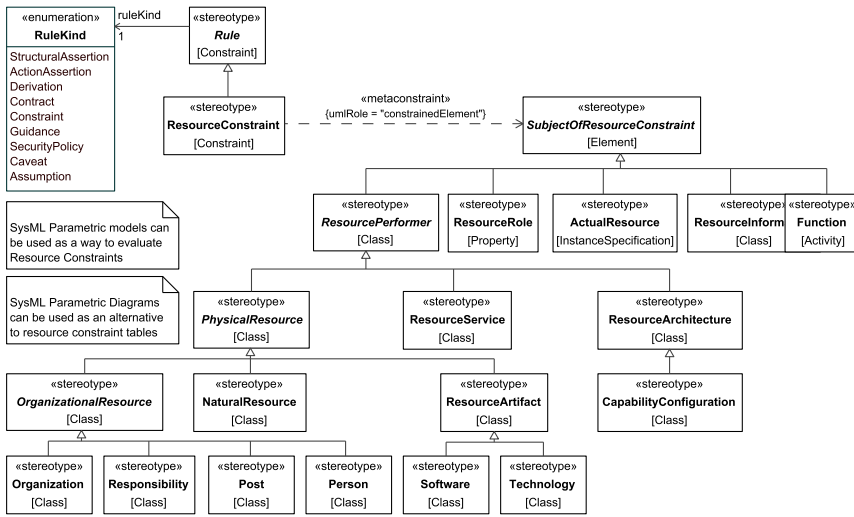 «enumeration»
RuleKind
StructuralAssertion
ActionAssertion
Derivation
Contract
Constraint
Guidance
SecurityPolicy
Caveat
Assumption
ruleKind
1
«stereotype»
Rule
[Constraint]
«stereotype»
ResourceConstraint
[Constraint]
«metaconstraint»
{umlRole = "constrainedElement"}
«stereotype»
SubjectOfResourceConstraint
[Element]
«stereotype»
ResourcePerformer
[Class]
«stereotype»
ResourceRole
[Property]
«stereotype»
ActualResource
[InstanceSpecification]
«stereotype»
ResourceInform
[Class]
«stereotype»
Function
[Activity]
SysML Parametric models can
be used as a way to evaluate
Resource Constraints
SysML Parametric Diagrams
can be used as an alternative
to resource constraint tables
«stereotype»
PhysicalResource
[Class]
«stereotype»
ResourceService
[Class]
«stereotype»
ResourceArchitecture
[Class]
«stereotype»
OrganizationalResource
[Class]
«stereotype»
NaturalResource
[Class]
«stereotype»
ResourceArtifact
[Class]
«stereotype»
CapabilityConfiguration
[Class]
«stereotype»
Organization
[Class]
«stereotype»
Responsibility
[Class]
«stereotype»
Post
[Class]
«stereotype»
Person
[Class]
«stereotype»
Software
[Class]
«stereotype»
Technology
[Class]